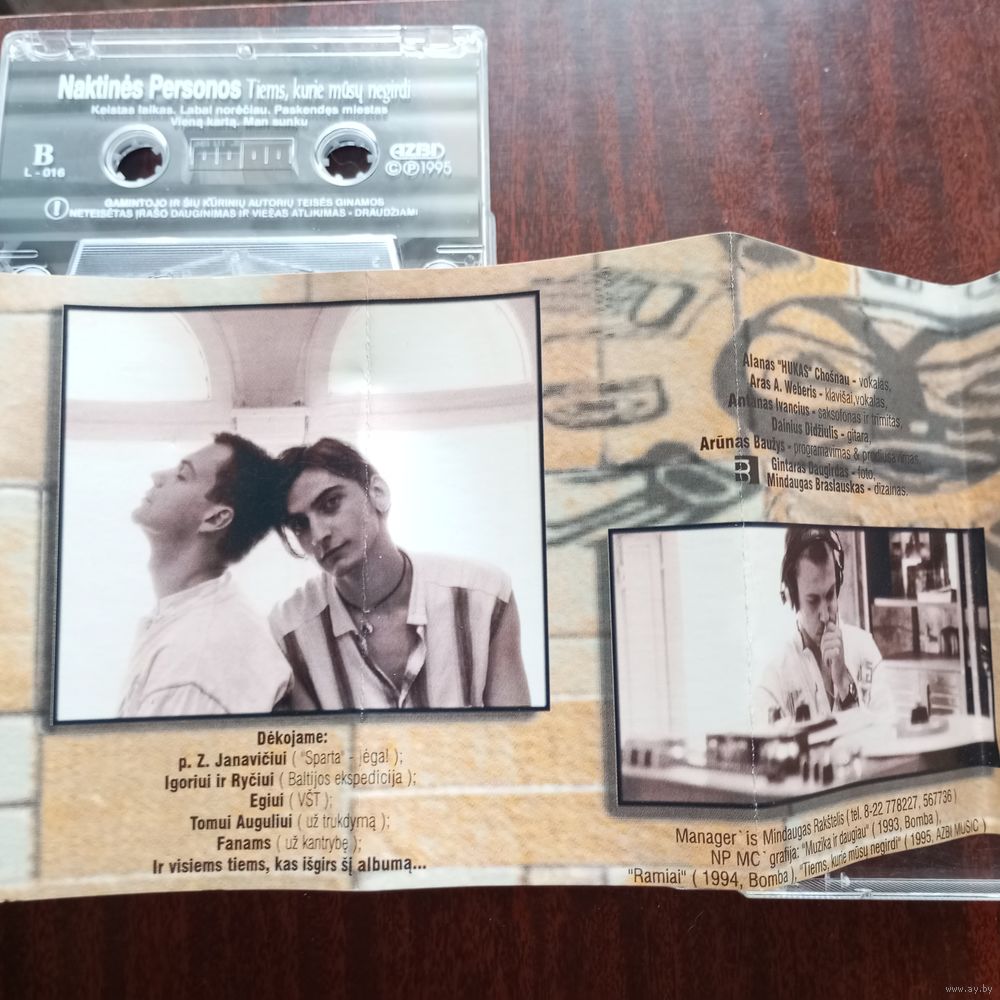 Naktinės Personos Tiems, kurie mūsų negirdi
Keistas laikas. Labai norėčiau. Paskendęs miestas
Vieną kartą. Man sunku
B
L - 016
AZBI
©Ⓟ1995
GAMINTOJO IR ŠIŲ KŪRINIŲ AUTORIŲ TEISĖS GINAMOS
NETEISĖTAS ĮRAŠO DAUGINIMAS IR VIEŠAS ATLIKIMAS - DRAUDŽIAMI
Alanas "HUKAS" Chošnau - vokalas,
Aras A. Weberis - klavišai, vokalas,
Antanas Ivancius - saksofonas ir trimitas,
Dainius Didžiulis - gitara,
Arūnas Baužys - programavimas & prodiusavimas,
B
Gintaras Daugirdas - foto,
Mindaugas Braslauskas - dizainas.
Dėkojame:
p. Z. Janavičiui ( "Sparta" - jėga! );
Igoriui ir Ryčiui ( Baltijos ekspedicija );
Egiui ( VŠT );
Tomui Auguliui ( už trukdymą );
Fanams ( už kantrybę );
Ir visiems tiems, kas išgirs šį albumą...
Manager`is Mindaugas Rakštelis ( tel. 8-22 778227, 567736 )
NP MC`grafija: "Muzika ir daugiau" ( 1993, Bomba ),
"Ramiai" ( 1994, Bomba ), "Tiems, kurie mūsų negirdi" ( 1995, AZBI MUSIC )
www.ay.by